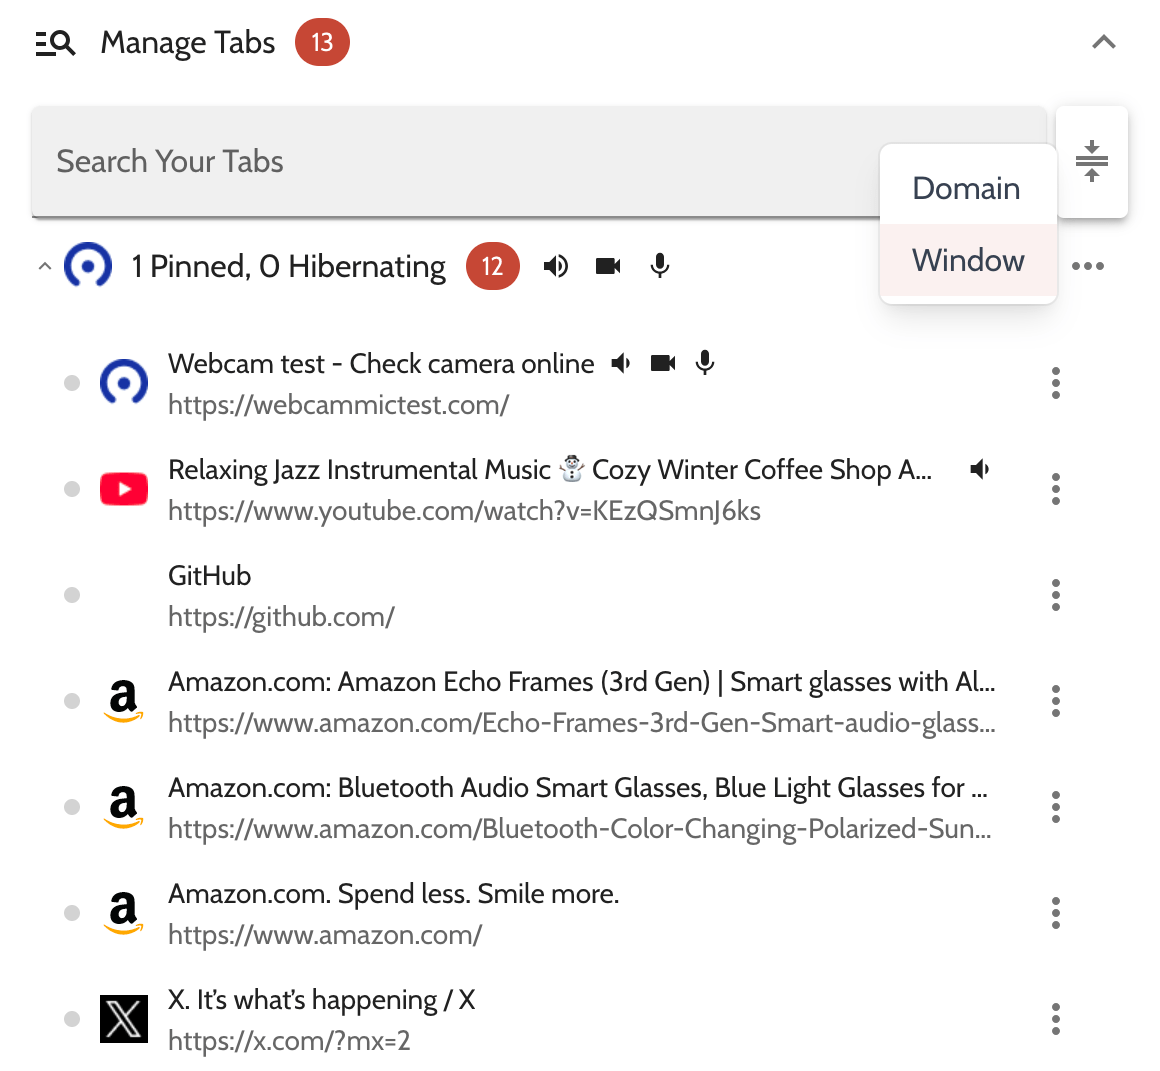 Manage Tabs 13
Search Your Tabs
Domain
Window
1 Pinned, 0 Hibernating 12
Webcam test - Check camera online
https://webcammictest.com/
Relaxing Jazz Instrumental Music ⛄ Cozy Winter Coffee Shop A...
https://www.youtube.com/watch?v=KEzQSmnJ6ks
GitHub
https://github.com/
Amazon.com: Amazon Echo Frames (3rd Gen) | Smart glasses with Al...
https://www.amazon.com/Echo-Frames-3rd-Gen-Smart-audio-glass...
Amazon.com: Bluetooth Audio Smart Glasses, Blue Light Glasses for ...
https://www.amazon.com/Bluetooth-Color-Changing-Polarized-Sun...
Amazon.com. Spend less. Smile more.
https://www.amazon.com/
X. It’s what’s happening / X
https://x.com/?mx=2